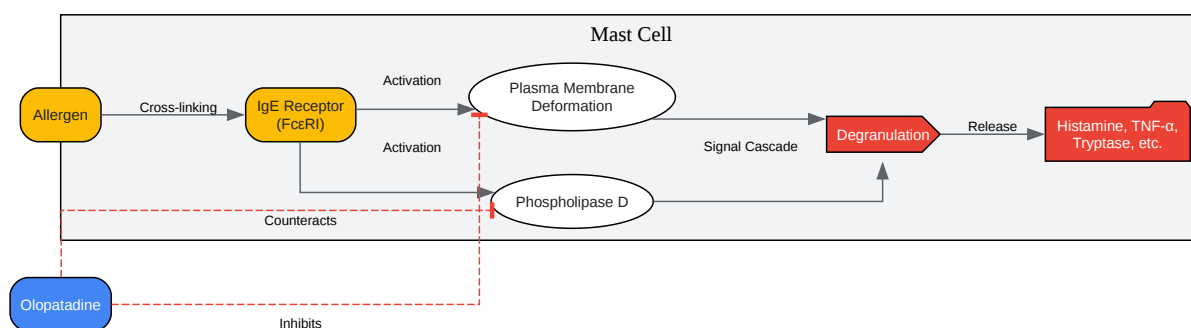 Mast Cell
Activation
Plasma Membrane
Deformation
Allergen
Cross-linking
IgE Receptor
(FcεRI)
Activation
Signal Cascade
Degranulation
Release
Histamine, TNF-α,
Tryptase, etc.
Phospholipase D
Counteracts
Olopatadine
Inhibits